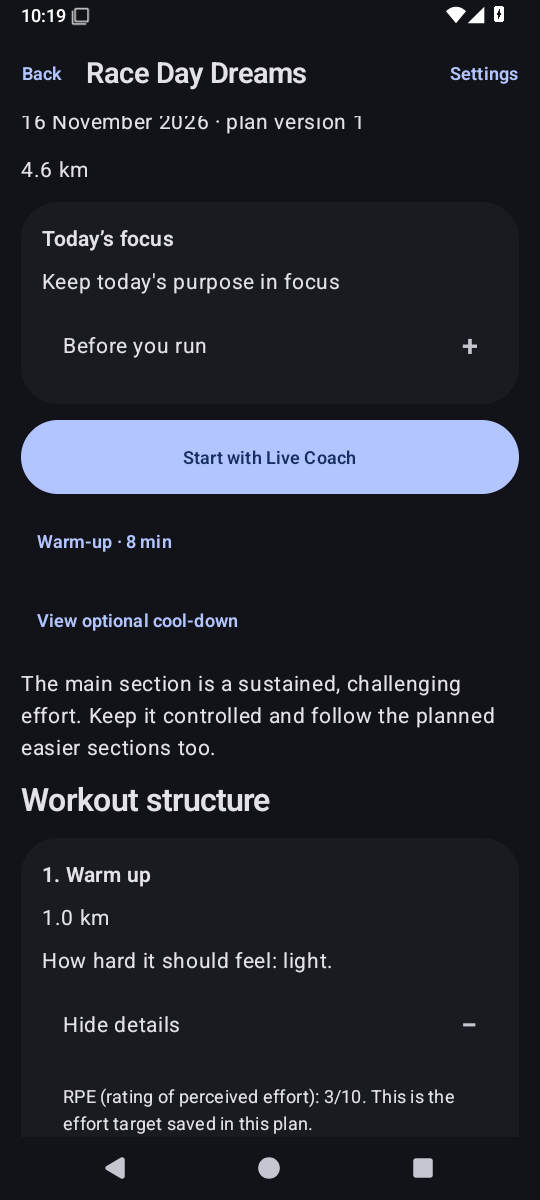 10:19
Back Race Day Dreams Settings
16 November 2026 · plan version 1
4.6 km
Today’s focus
Keep today's purpose in focus
Before you run +
Start with Live Coach
Warm-up · 8 min
View optional cool-down
The main section is a sustained, challenging
effort. Keep it controlled and follow the planned
easier sections too.
Workout structure
1. Warm up
1.0 km
How hard it should feel: light.
Hide details −
RPE (rating of perceived effort): 3/10. This is the
effort target saved in this plan.